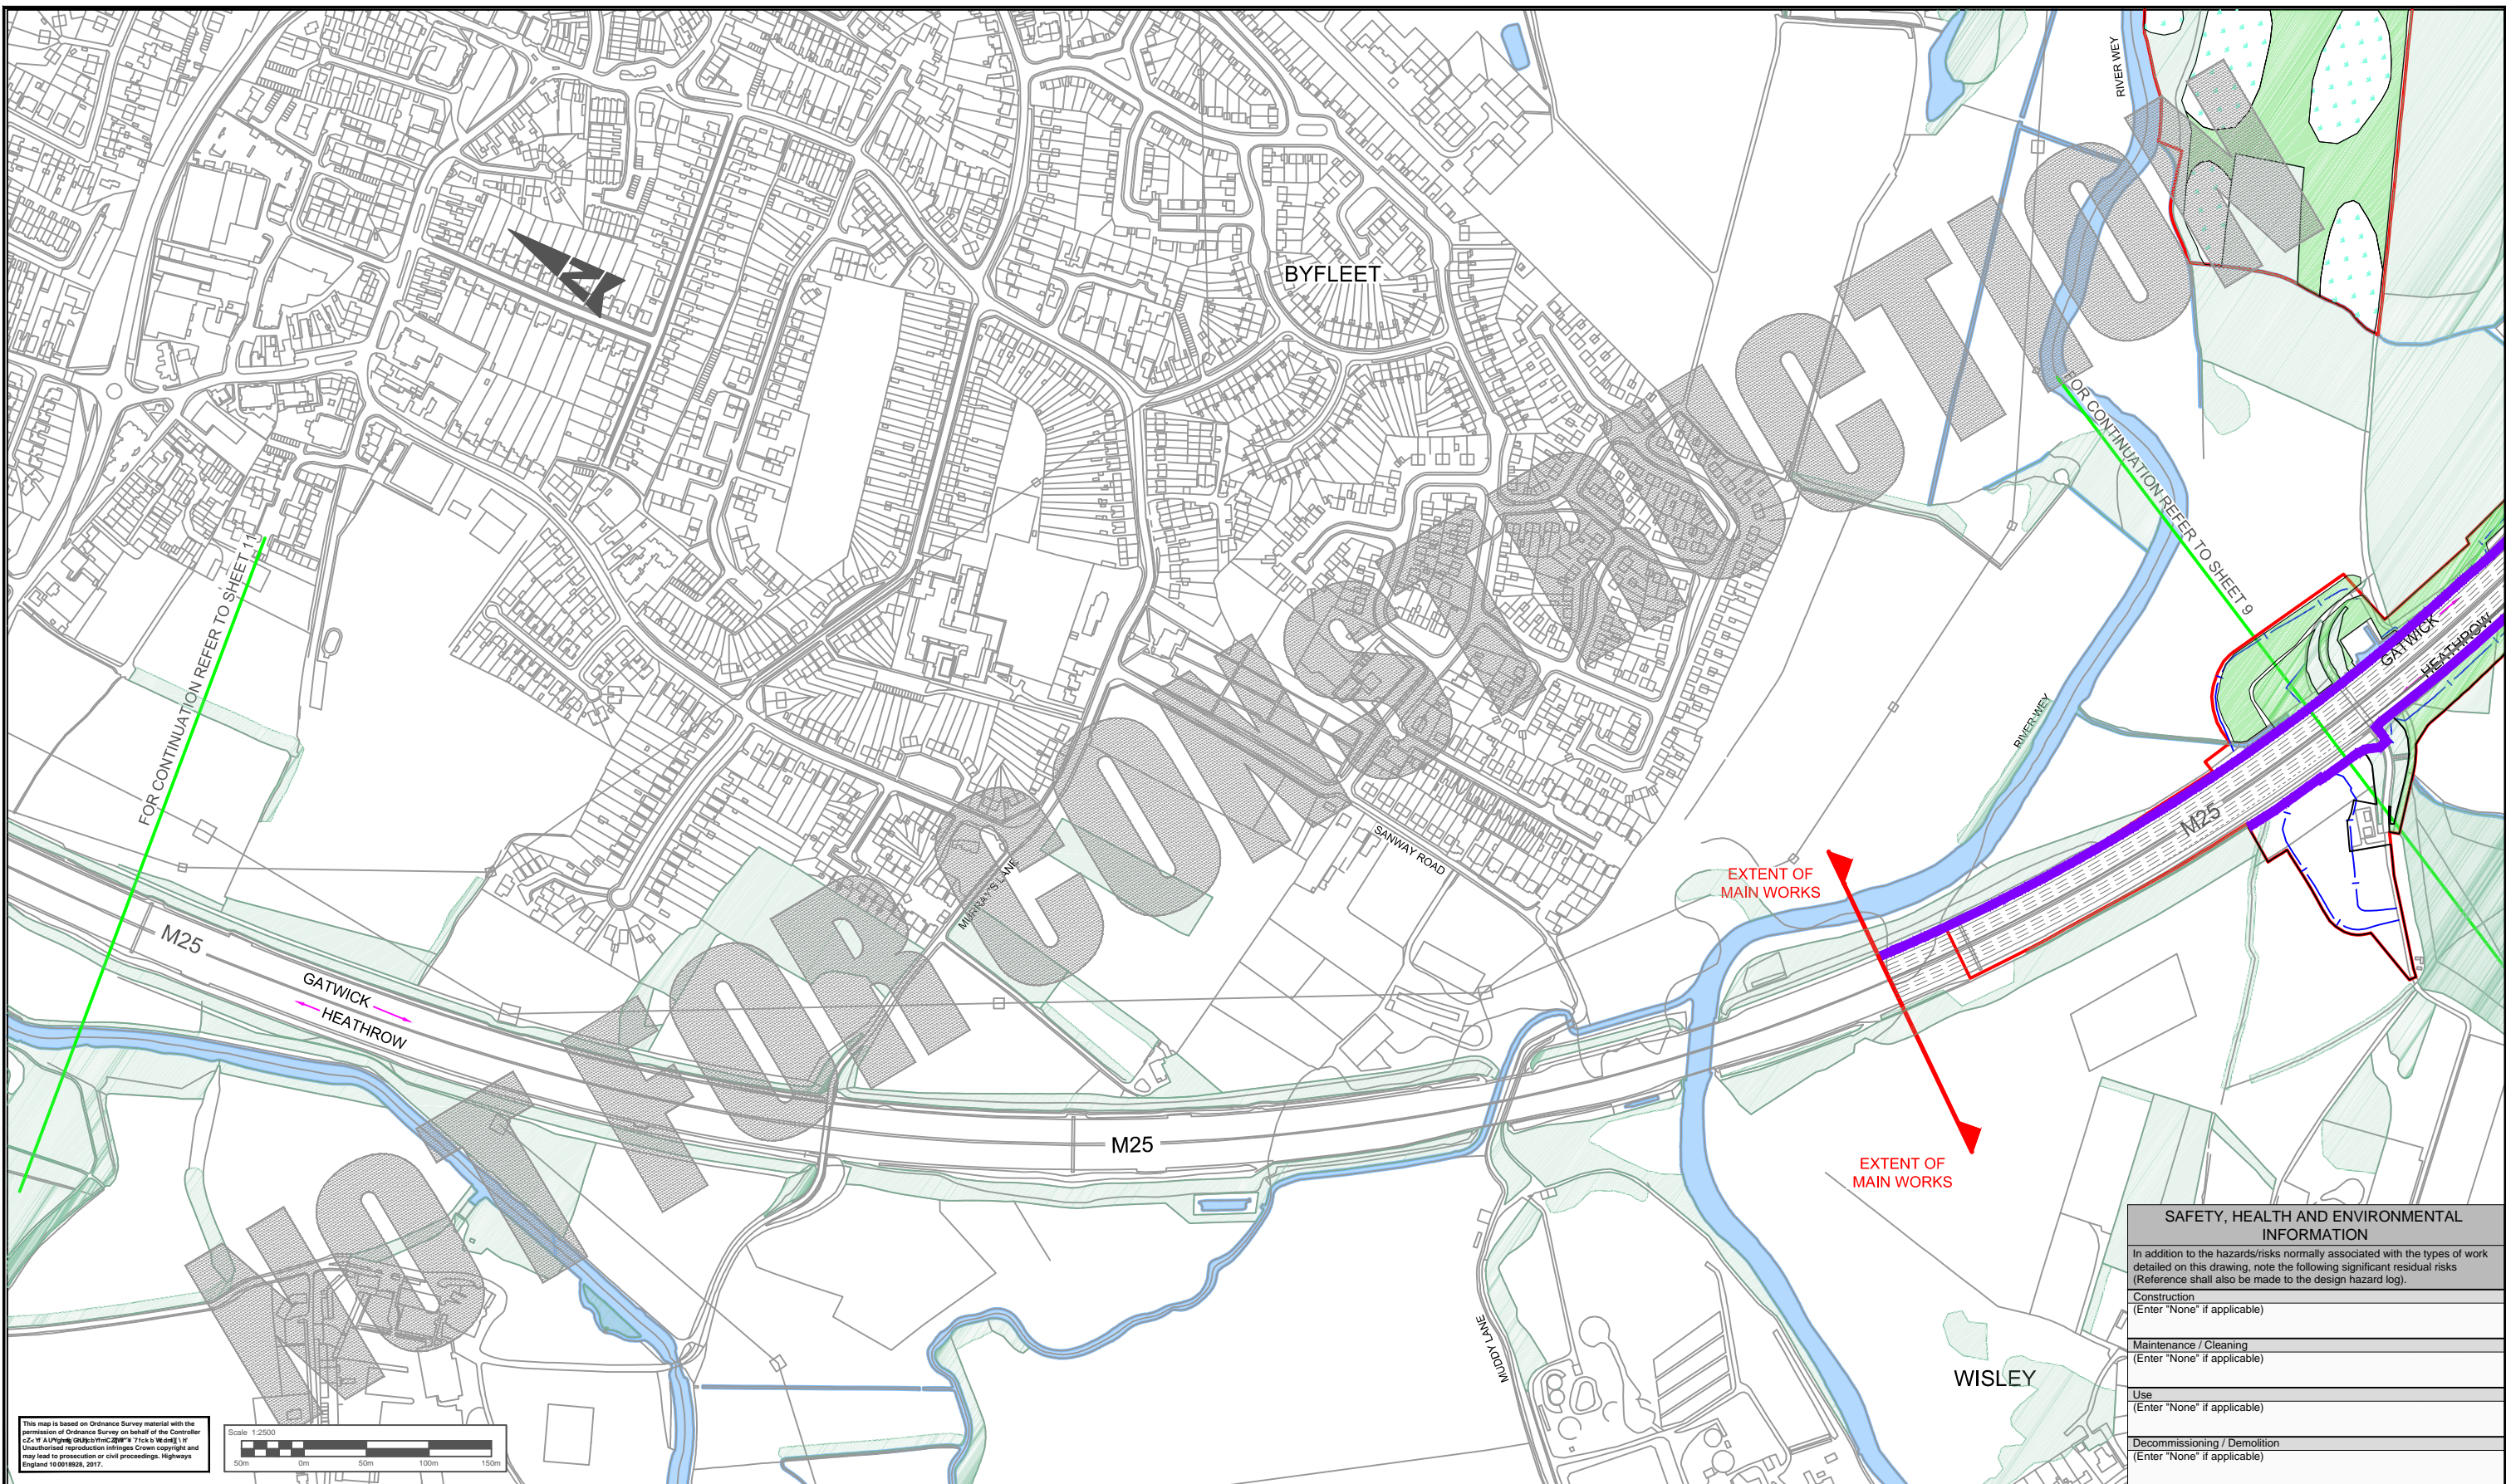 RIVER WEY
BYFLEET
FOR CONTINUATION REFER TO SHEET 11
FOR CONTINUATION REFER TO SHEET 9
N
NOT FOR CONSTRUCTION
GATWICK
HEATHROW
M25
RIVER WEY
SANWAY ROAD
MURRAY'S LANE
EXTENT OF
MAIN WORKS
M25
GATWICK
HEATHROW
M25
EXTENT OF
MAIN WORKS
MUDDY LANE
WISLEY
SAFETY, HEALTH AND ENVIRONMENTAL
INFORMATION
In addition to the hazards/risks normally associated with the types of work
detailed on this drawing, note the following significant residual risks
(Reference shall also be made to the design hazard log).
Construction
(Enter "None" if applicable)
Maintenance / Cleaning
(Enter "None" if applicable)
Use
(Enter "None" if applicable)
Decommissioning / Demolition
(Enter "None" if applicable)
This map is based on Ordnance Survey material with the
permission of Ordnance Survey on behalf of the Controller
Unauthorised reproduction infringes Crown copyright and
may lead to prosecution or civil proceedings. Highways
England 100018928, 2017.
Scale 1:2500
50m 0m 50m 100m 150m